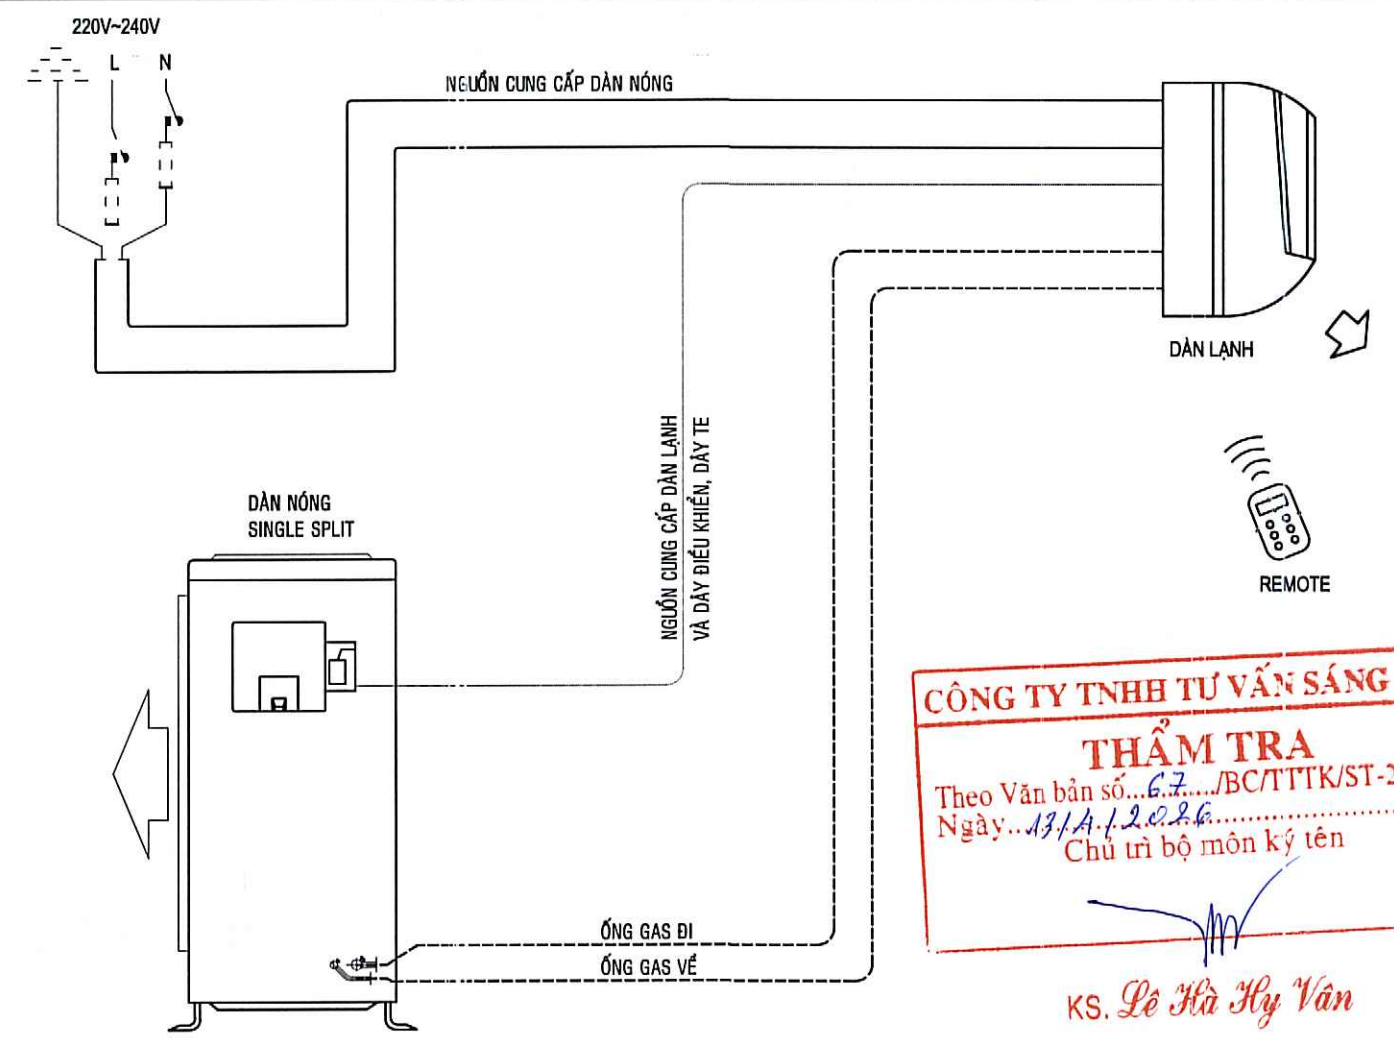 220V~240V
L N
NGUỒN CUNG CẤP DÀN NÓNG
DÀN LẠNH
REMOTE
NGUỒN CUNG CẤP DÀN LẠNH
VÀ DÂY ĐIỀU KHIỂN, DÂY TE
DÀN NÓNG
SINGLE SPLIT
ỐNG GAS ĐI
ỐNG GAS VỀ
CÔNG TY TNHH TƯ VẤN SÁNG
THẨM TRA
Theo Văn bản số...67...../BC/TTTK/ST-2
Ngày...13/4/2026
Chủ trì bộ môn ký tên
KS. Lê Hà Hy Vân